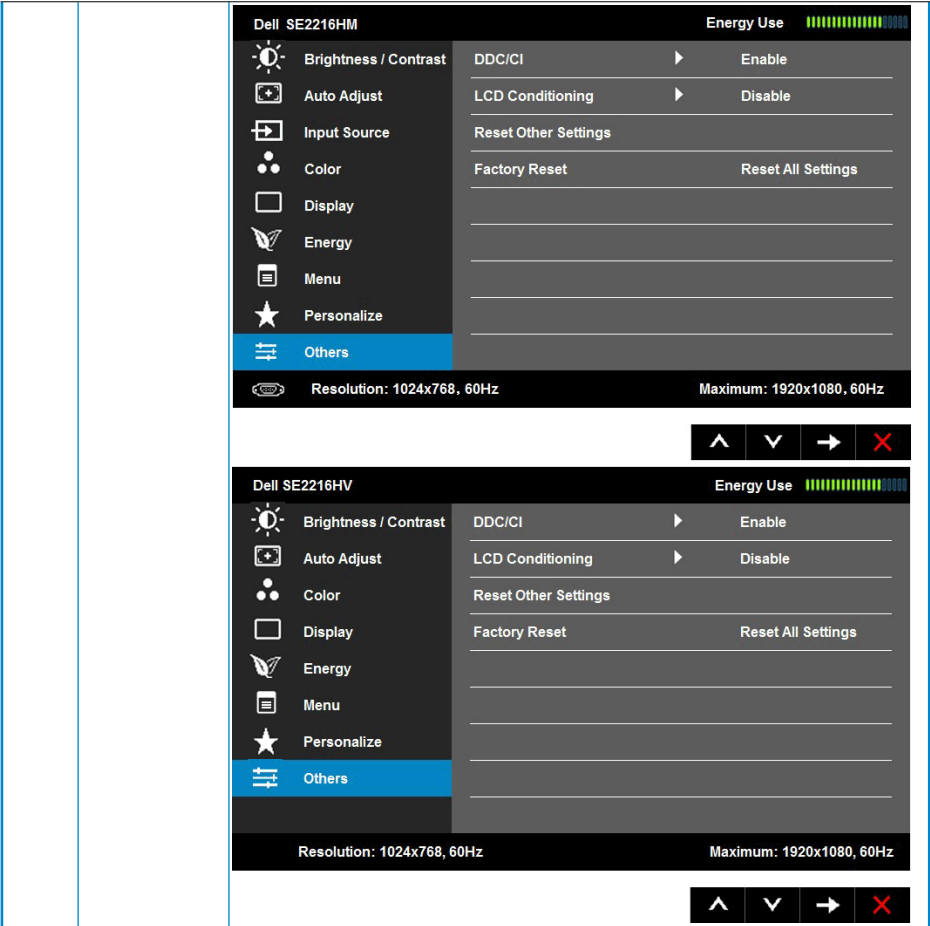 Dell SE2216HM Energy Use
Brightness / Contrast DDC/CI Enable
Auto Adjust LCD Conditioning Disable
Input Source Reset Other Settings
Color Factory Reset Reset All Settings
Display
Energy
Menu
Personalize
Others
Resolution: 1024x768, 60Hz Maximum: 1920x1080, 60Hz
Dell SE2216HV Energy Use
Brightness / Contrast DDC/CI Enable
Auto Adjust LCD Conditioning Disable
Color Reset Other Settings
Display Factory Reset Reset All Settings
Energy
Menu
Personalize
Others
Resolution: 1024x768, 60Hz Maximum: 1920x1080, 60Hz